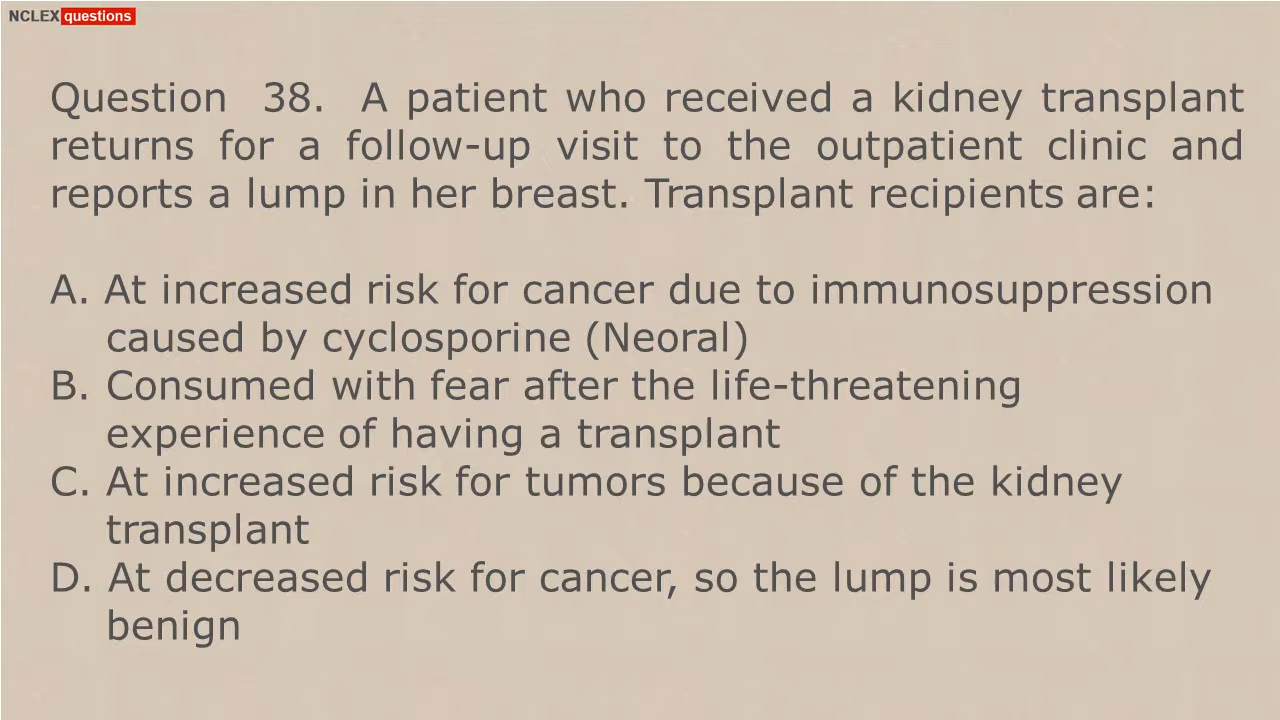 NCLEX questions
Question 38. A patient who received a kidney transplant
returns for a follow-up visit to the outpatient clinic and
reports a lump in her breast. Transplant recipients are:
A. At increased risk for cancer due to immunosuppression
caused by cyclosporine (Neoral)
B. Consumed with fear after the life-threatening
experience of having a transplant
C. At increased risk for tumors because of the kidney
transplant
D. At decreased risk for cancer, so the lump is most likely
benign